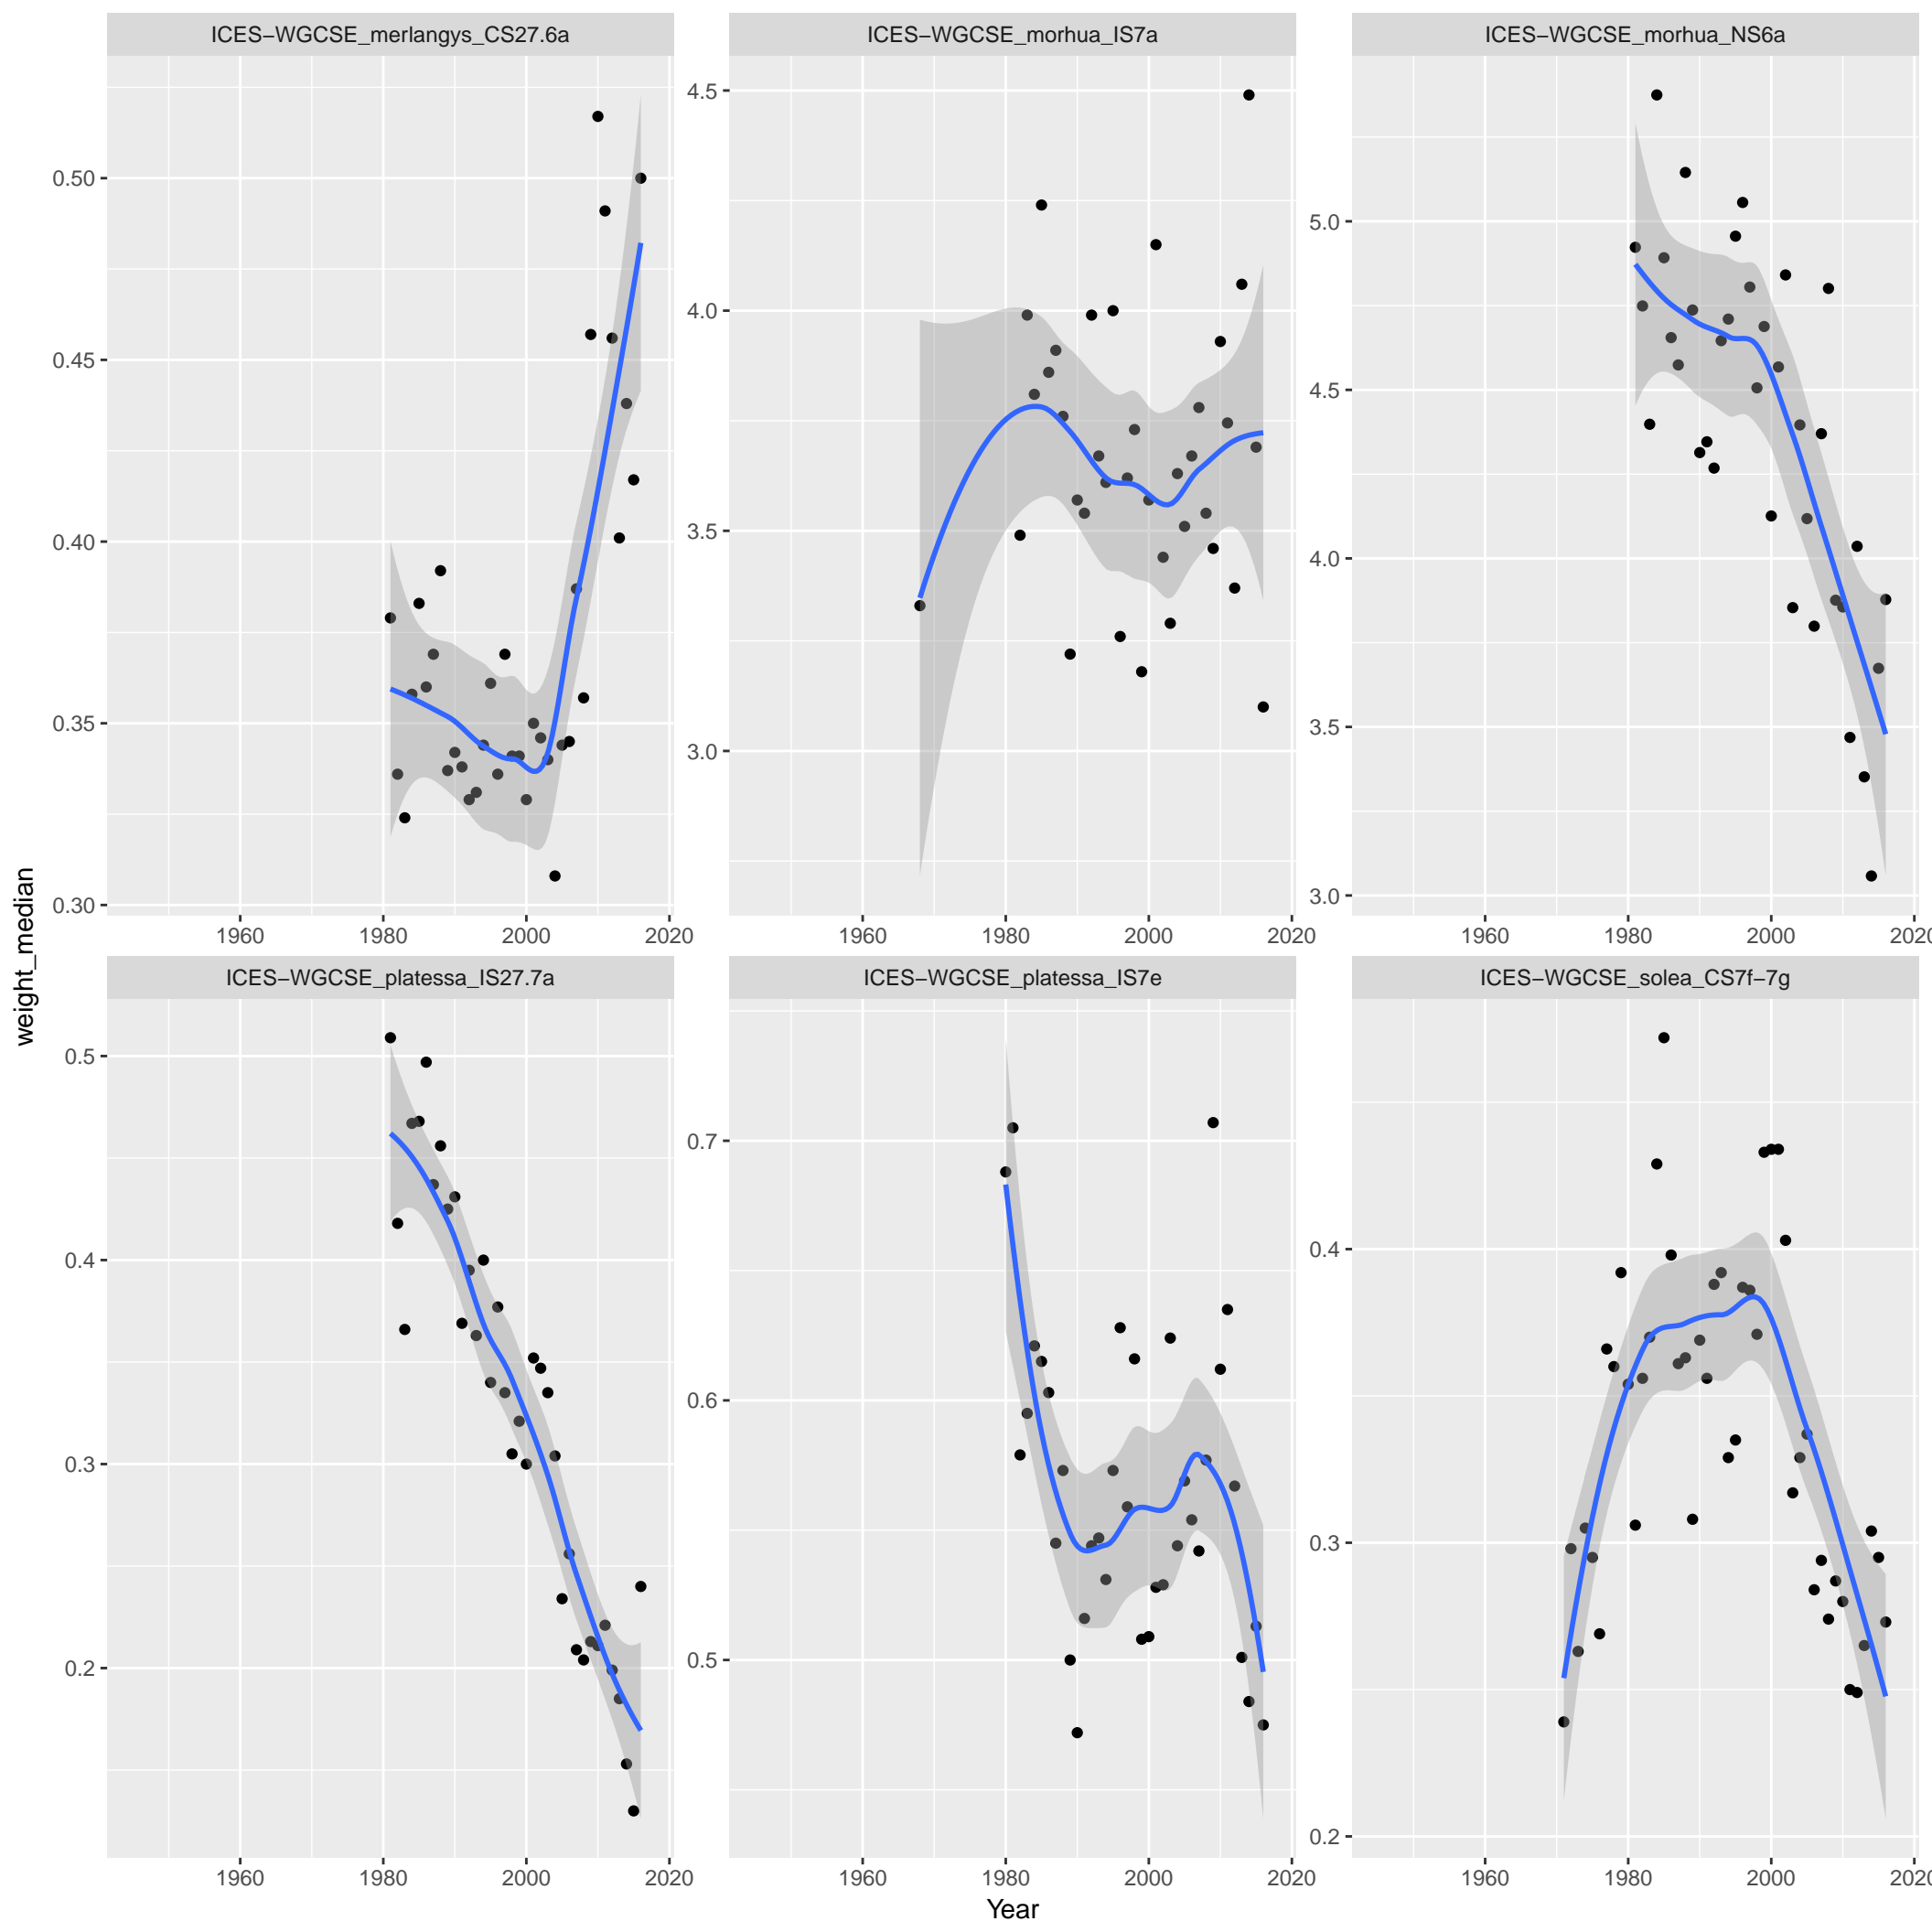 ICES−WGCSE_merlangys_CS27.6a
ICES−WGCSE_morhua_IS7a
ICES−WGCSE_morhua_NS6a
0.50
0.45
0.40
0.35
0.30
4.5
4.0
3.5
3.0
5.0
4.5
4.0
3.5
3.0
1960 1980 2000 2020
1960 1980 2000 2020
1960 1980 2000 2020
ICES−WGCSE_platessa_IS27.7a
ICES−WGCSE_platessa_IS7e
ICES−WGCSE_solea_CS7f−7g
0.5
0.4
0.3
0.2
0.7
0.6
0.5
0.4
0.3
0.2
1960 1980 2000 2020
1960 1980 2000 2020
1960 1980 2000 2020
Year
weight_median